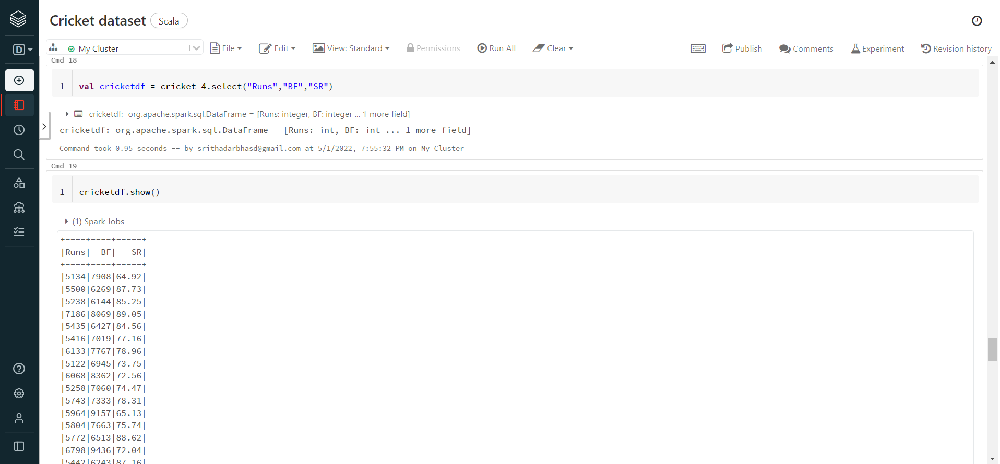 Cricket dataset Scala
D My Cluster File Edit View: Standard Permissions Run All Clear Publish Comments Experiment Revision history
Cmd 18
1 val cricketdf = cricket_4.select("Runs","BF","SR")
cricketdf: org.apache.spark.sql.DataFrame = [Runs: integer, BF: integer ... 1 more field]
cricketdf: org.apache.spark.sql.DataFrame = [Runs: int, BF: int ... 1 more field]
Command took 0.95 seconds -- by srithadarbhasd@gmail.com at 5/1/2022, 7:55:32 PM on My Cluster
Cmd 19
1 cricketdf.show()
(1) Spark Jobs
+----+----+-----+
|Runs|  BF|   SR|
+----+----+-----+
|5134|7908|64.92|
|5500|6269|87.73|
|5238|6144|85.25|
|7186|8069|89.05|
|5435|6427|84.56|
|5416|7019|77.16|
|6133|7767|78.96|
|5122|6945|73.75|
|6068|8362|72.56|
|5258|7060|74.47|
|5743|7333|78.31|
|5964|9157|65.13|
|5804|7663|75.74|
|5772|6513|88.62|
|6798|9436|72.04|
|5442|6243|87.16|